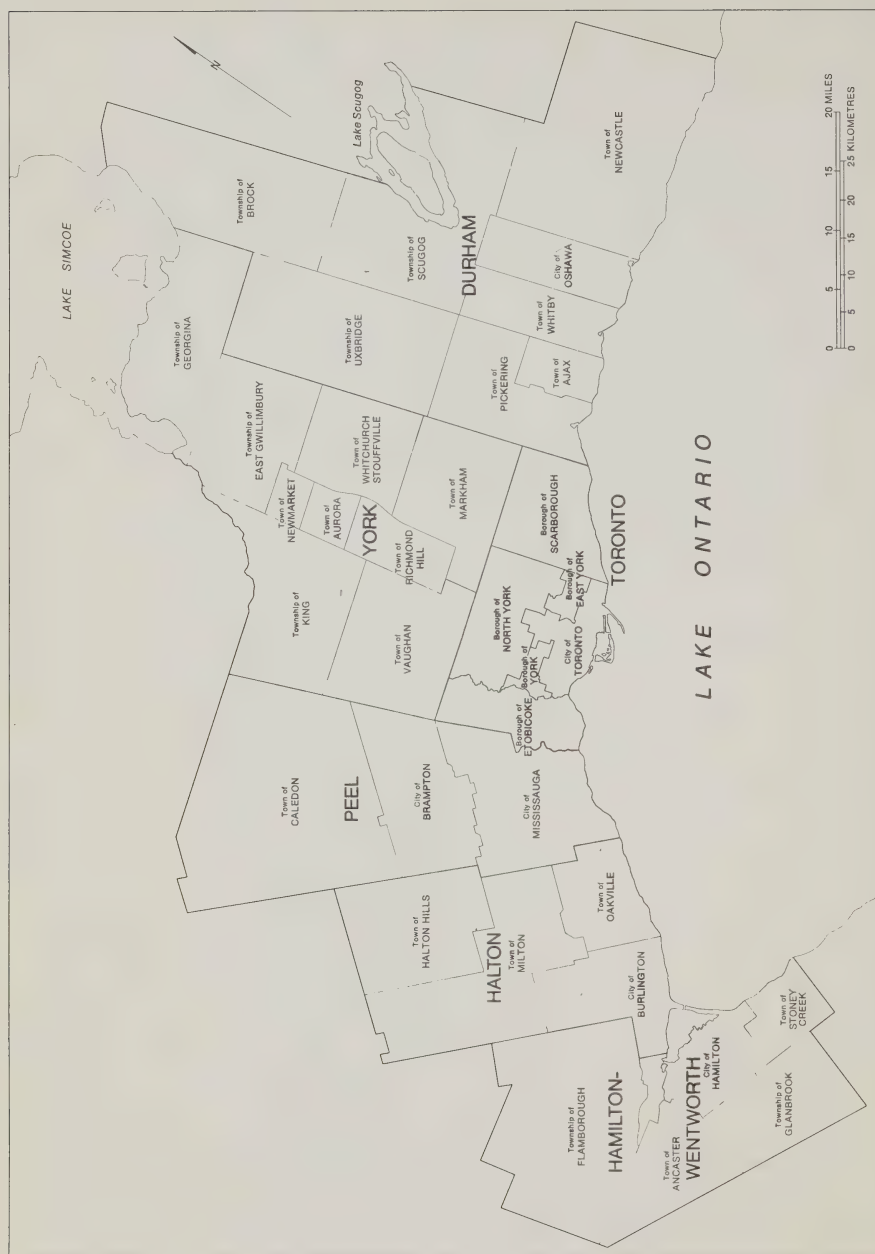 LAKE SIMCOE
N
Lake Scugog
Township of
BROCK
Township of
GEORGINA
Township of
SCUGOG
Township of
UXBRIDGE
DURHAM
Town of
NEWCASTLE
City of
OSHAWA
Town of
WHITBY
Town of
AJAX
Town of
PICKERING
Township of
EAST GWILLIMBURY
Town of
NEWMARKET
Town of
WHITCHURCH
STOUFFVILLE
Town of
AURORA
YORK
Town of
RICHMOND
HILL
Town of
MARKHAM
Township of
KING
Town of
VAUGHAN
Borough of
SCARBOROUGH
Borough of
EAST YORK
Borough of
NORTH YORK
Borough of
YORK
City of
TORONTO
Borough of
ETOBICOKE
TORONTO
Town of
CALEDON
PEEL
City of
BRAMPTON
City of
MISSISSAUGA
Town of
HALTON HILLS
HALTON
Town of
MILTON
Town of
OAKVILLE
City of
BURLINGTON
Township of
FLAMBOROUGH
HAMILTON-
WENTWORTH
Town of
ANCASTER
City of
HAMILTON
Town of
STONEY
CREEK
Township of
GLANBROOK
LAKE ONTARIO
0 5 10 15 20 MILES
0 5 10 15 20 25 KILOMETRES